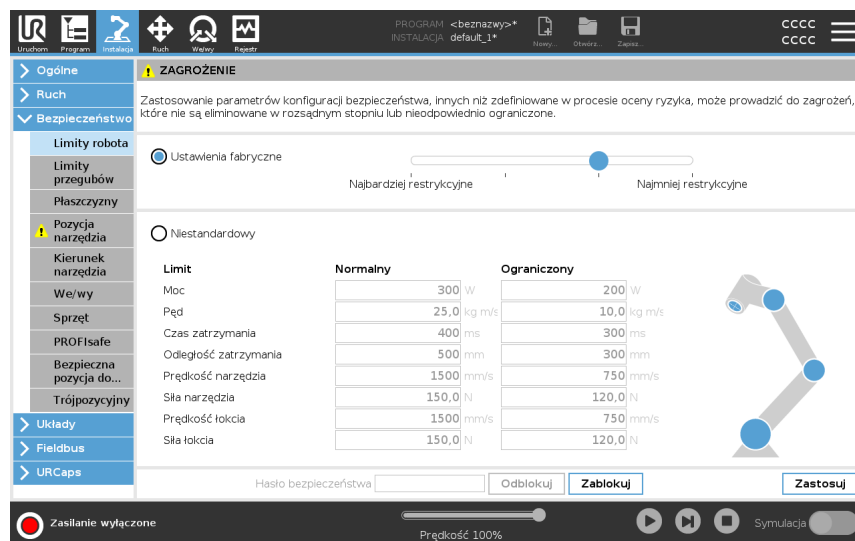 PROGRAM <beznazwy>*
INSTALACJA default_1*
CCCC
CCCC
Uruchom Program Instalacja Ruch We/wy Rejestr Nowy... Otwórz... Zapisz...
Ogólne
Ruch
Bezpieczeństwo
Limity robota
Limity przegubów
Płaszczyzny
Pozycja narzędzia
Kierunek narzędzia
We/wy
Sprzęt
PROFIsafe
Bezpieczna pozycja do...
Trójpozycyjny
Układy
Fieldbus
URCaps
ZAGROŻENIE
Zastosowanie parametrów konfiguracji bezpieczeństwa, innych niż zdefiniowane w procesie oceny ryzyka, może prowadzić do zagrożeń,
które nie są eliminowane w rozsądnym stopniu lub nieodpowiednio ograniczone.
Ustawienia fabryczne
Najbardziej restrykcyjne Najmniej restrykcyjne
Niestandardowy
Limit Normalny Ograniczony
Moc 300 W 200 W
Pęd 25,0 kg m/s 10,0 kg m/s
Czas zatrzymania 400 ms 300 ms
Odległość zatrzymania 500 mm 300 mm
Prędkość narzędzia 1500 mm/s 750 mm/s
Siła narzędzia 150,0 N 120,0 N
Prędkość łokcia 1500 mm/s 750 mm/s
Siła łokcia 150,0 N 120,0 N
Hasło bezpieczeństwa Odblokuj Zablokuj Zastosuj
Zasilanie wyłączone Prędkość 100% Symulacja